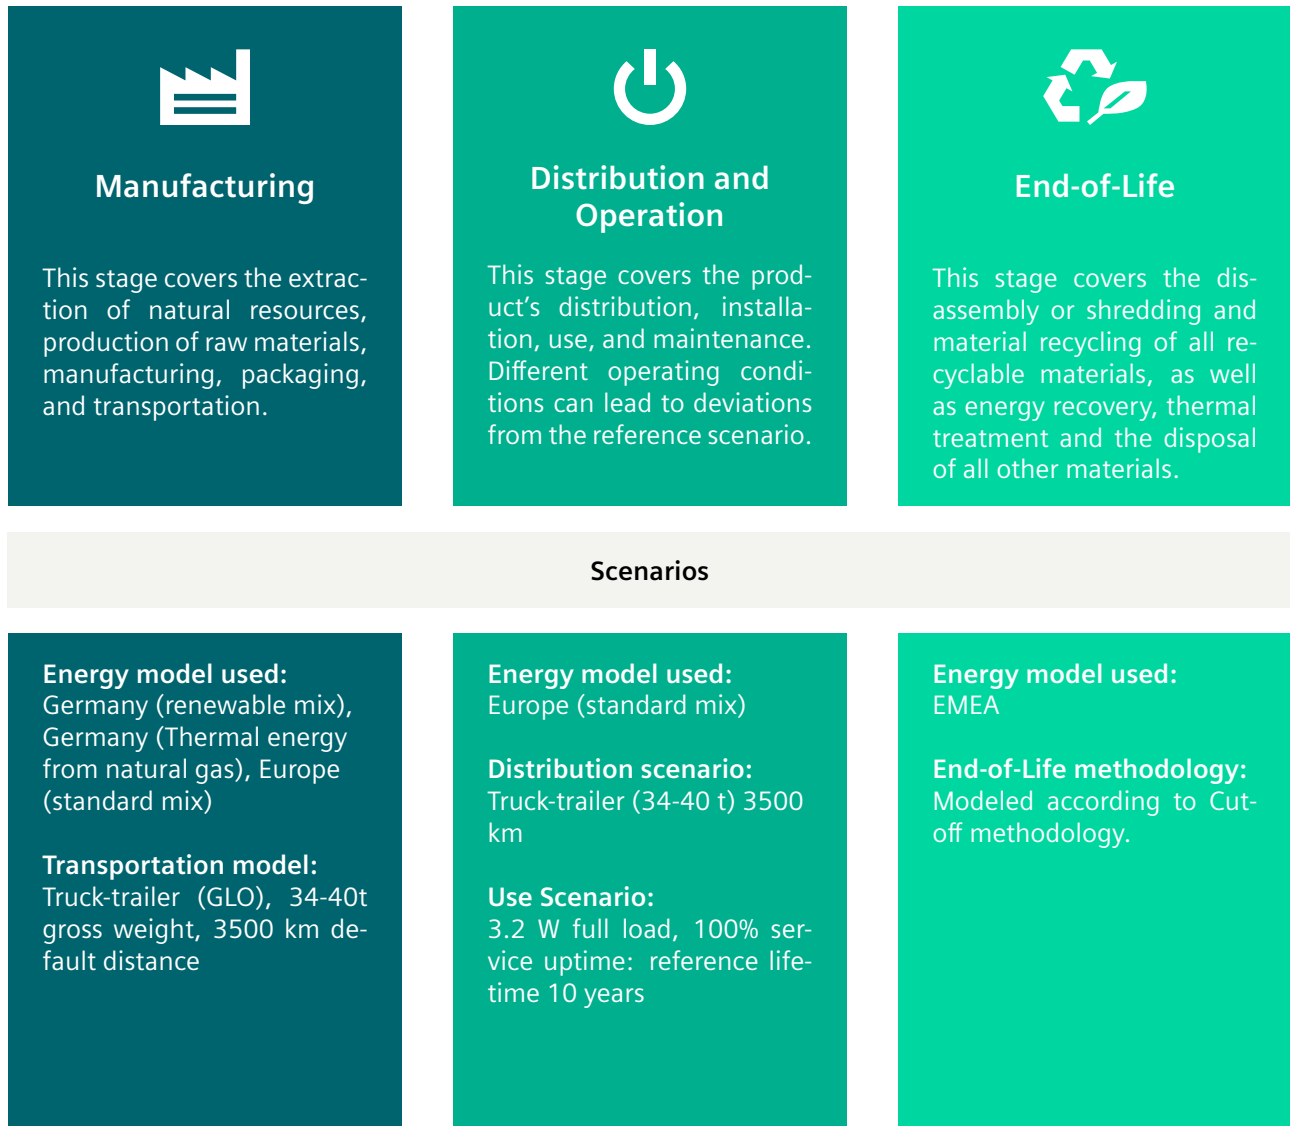 Manufacturing
This stage covers the extrac-
tion of natural resources,
production of raw materials,
manufacturing, packaging,
and transportation.
Distribution and
Operation
This stage covers the prod-
uct's distribution, installa-
tion, use, and maintenance.
Different operating condi-
tions can lead to deviations
from the reference scenario.
End-of-Life
This stage covers the dis-
assembly or shredding and
material recycling of all re-
cyclable materials, as well
as energy recovery, thermal
treatment and the disposal
of all other materials.
Scenarios
Energy model used:
Germany (renewable mix),
Germany (Thermal energy
from natural gas), Europe
(standard mix)
Transportation model:
Truck-trailer (GLO), 34-40t
gross weight, 3500 km de-
fault distance
Energy model used:
Europe (standard mix)
Distribution scenario:
Truck-trailer (34-40 t) 3500
km
Use Scenario:
3.2 W full load, 100% ser-
vice uptime: reference life-
time 10 years
Energy model used:
EMEA
End-of-Life methodology:
Modeled according to Cut-
off methodology.